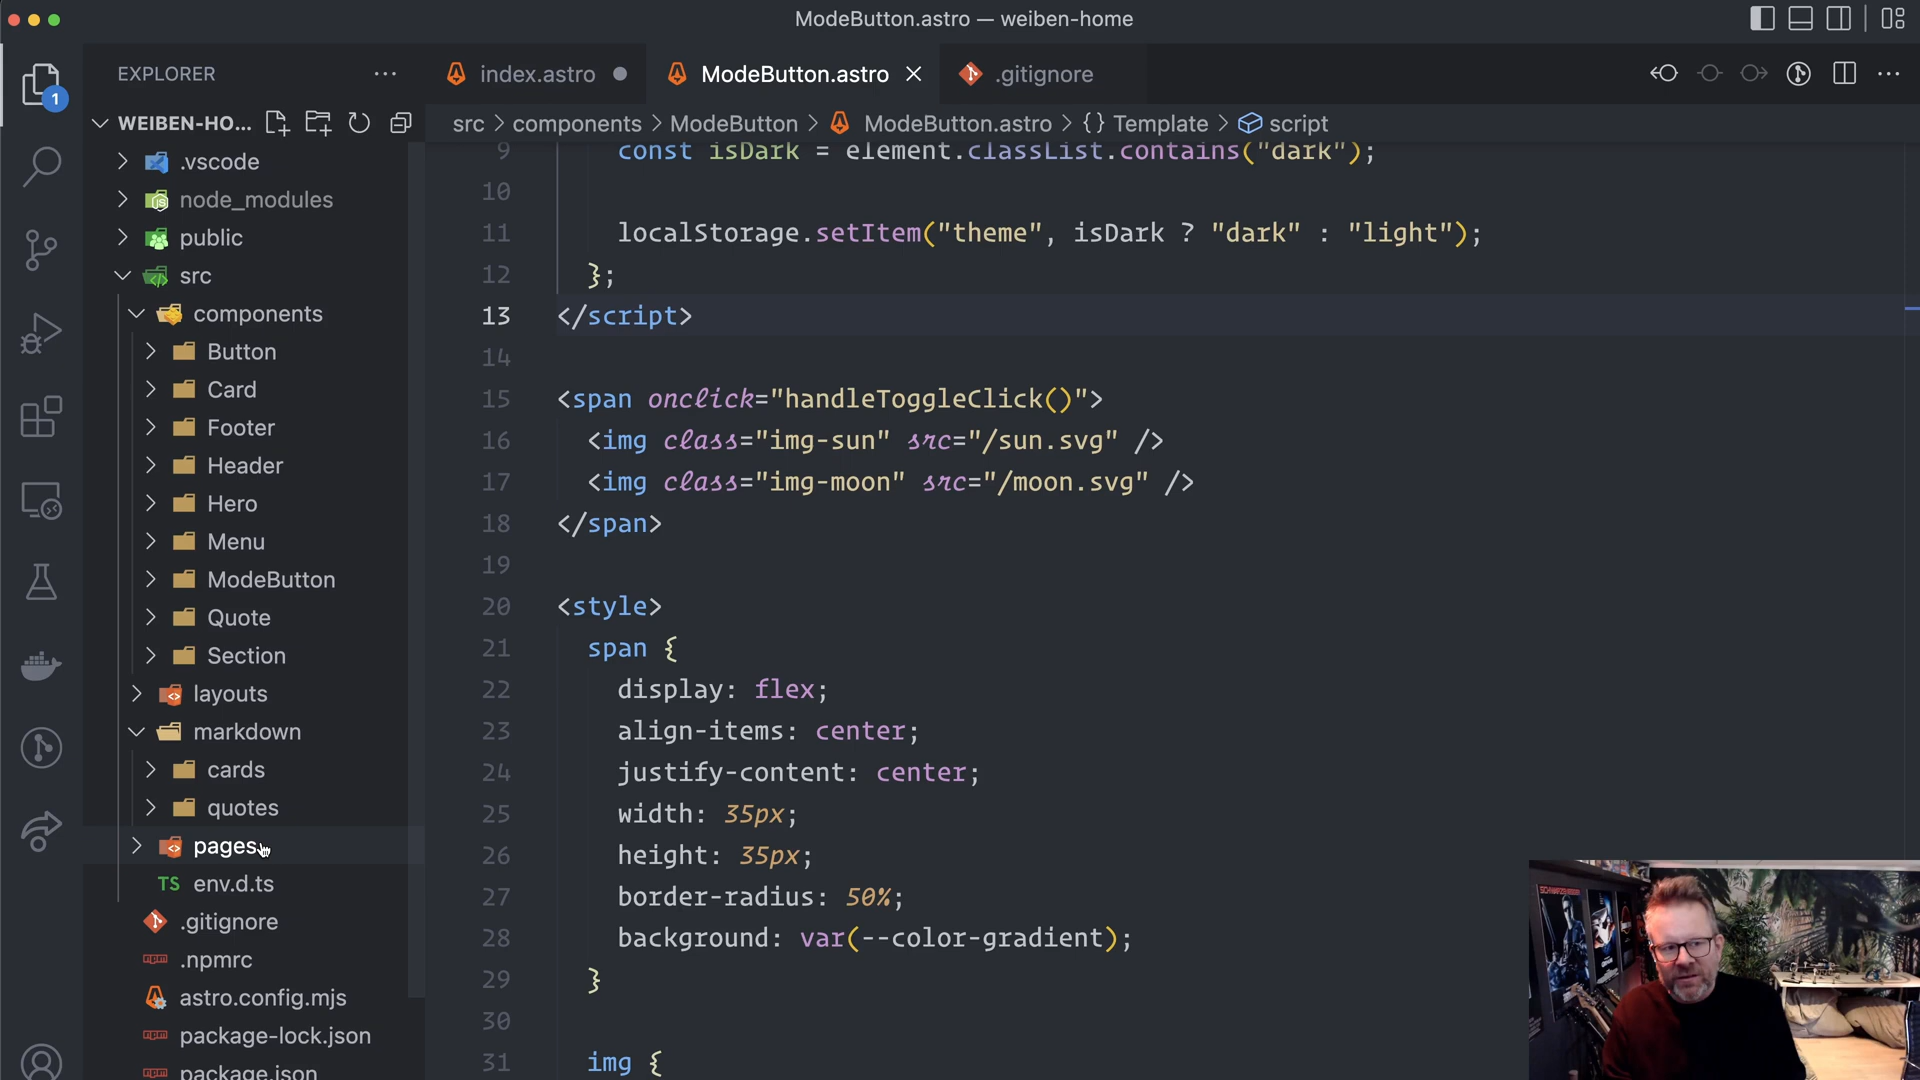 ModeButton.astro — weiben-home
EXPLORER
index.astro
ModeButton.astro
.gitignore
1
WEIBEN-HO...
src > components > ModeButton > ModeButton.astro > {} Template > script
.vscode
node_modules
public
src
components
Button
Card
Footer
Header
Hero
Menu
ModeButton
Quote
Section
layouts
markdown
cards
quotes
pages
TS env.d.ts
.gitignore
.npmrc
astro.config.mjs
package-lock.json
package.json
9 const isDark = element.classList.contains("dark");
10
11 localStorage.setItem("theme", isDark ? "dark" : "light");
12 };
13 </script>
14
15 <span onclick="handleToggleClick()">
16 <img class="img-sun" src="/sun.svg" />
17 <img class="img-moon" src="/moon.svg" />
18 </span>
19
20 <style>
21 span {
22 display: flex;
23 align-items: center;
24 justify-content: center;
25 width: 35px;
26 height: 35px;
27 border-radius: 50%;
28 background: var(--color-gradient);
29 }
30
31 img {